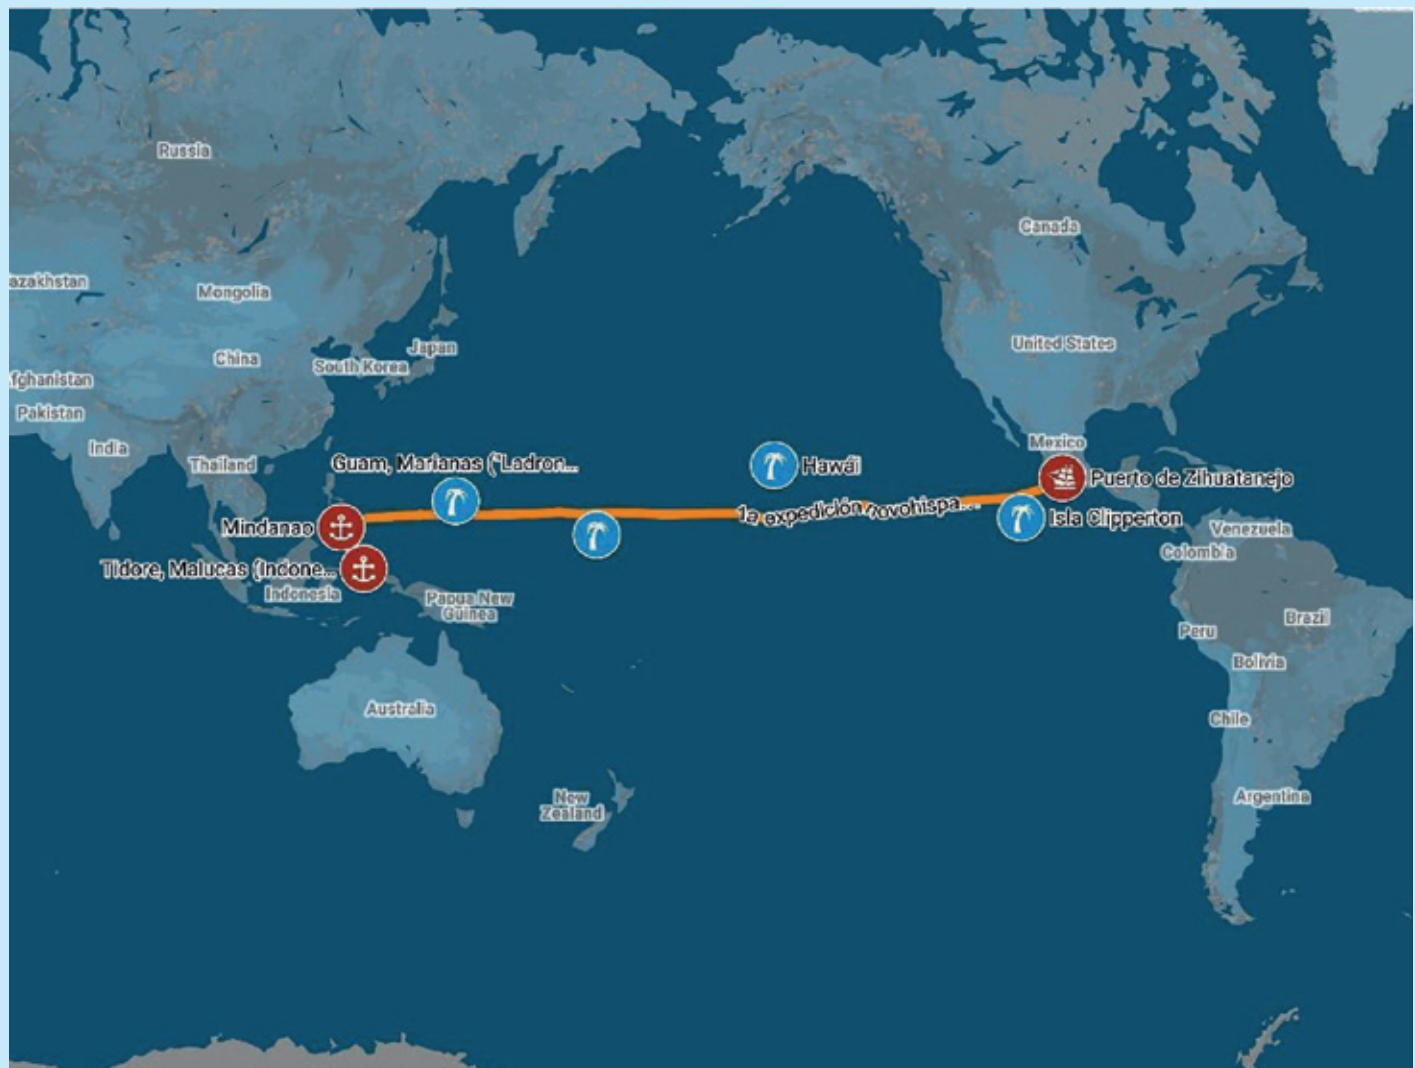 Russia
Canada
azakhstan
Mongolia
United States
Japan
China
South Korea
fghanistan
Pakistan
India
Mexico
Thailand
Guam, Marianas ("Ladron...
Hawái
Puerto de Zihuatanejo
1a expedición novohispa...
Isla Clipperton
Mindanao
Venezuela
Colombia
Tidore, Malucas (Indone...
Indonesia
Papua New
Guinea
Brazil
Peru
Bolivia
Australia
Chile
New
Zealand
Argentina